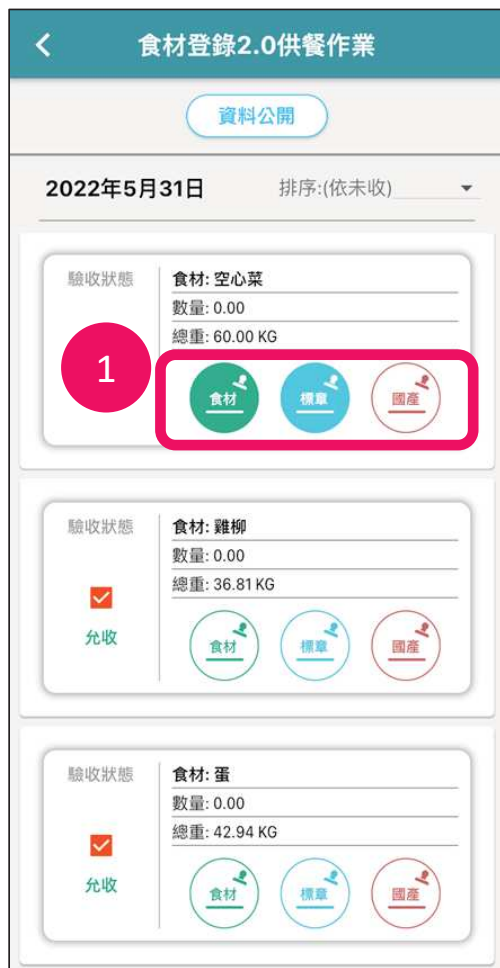 食材登錄2.0供餐作業
資料公開
2022年5月31日 排序:(依未收)
驗收狀態 食材: 空心菜
數量: 0.00
總重: 60.00 KG
1
食材 標章 國產
驗收狀態 食材: 雞柳
數量: 0.00
總重: 36.81 KG
允收
食材 標章 國產
驗收狀態 食材: 蛋
數量: 0.00
總重: 42.94 KG
允收
食材 標章 國產